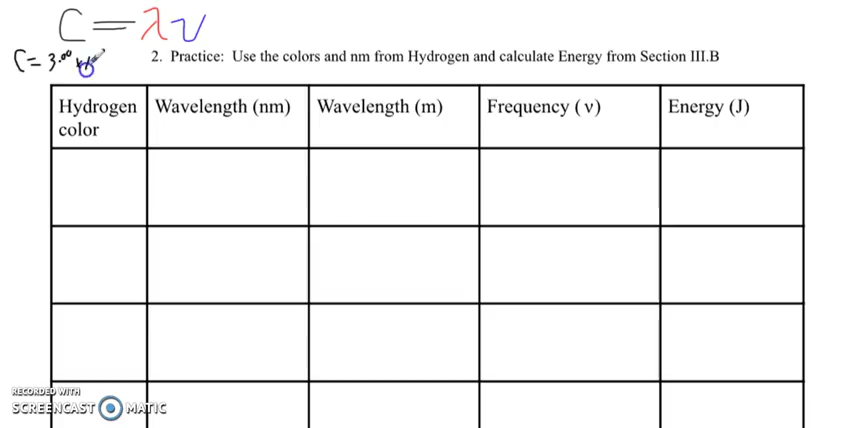 C = λν
C = 3.00 x
2. Practice: Use the colors and nm from Hydrogen and calculate Energy from Section III.B
Hydrogen color
Wavelength (nm)
Wavelength (m)
Frequency ( ν)
Energy (J)
RECORDED WITH
SCREENCAST MATIC